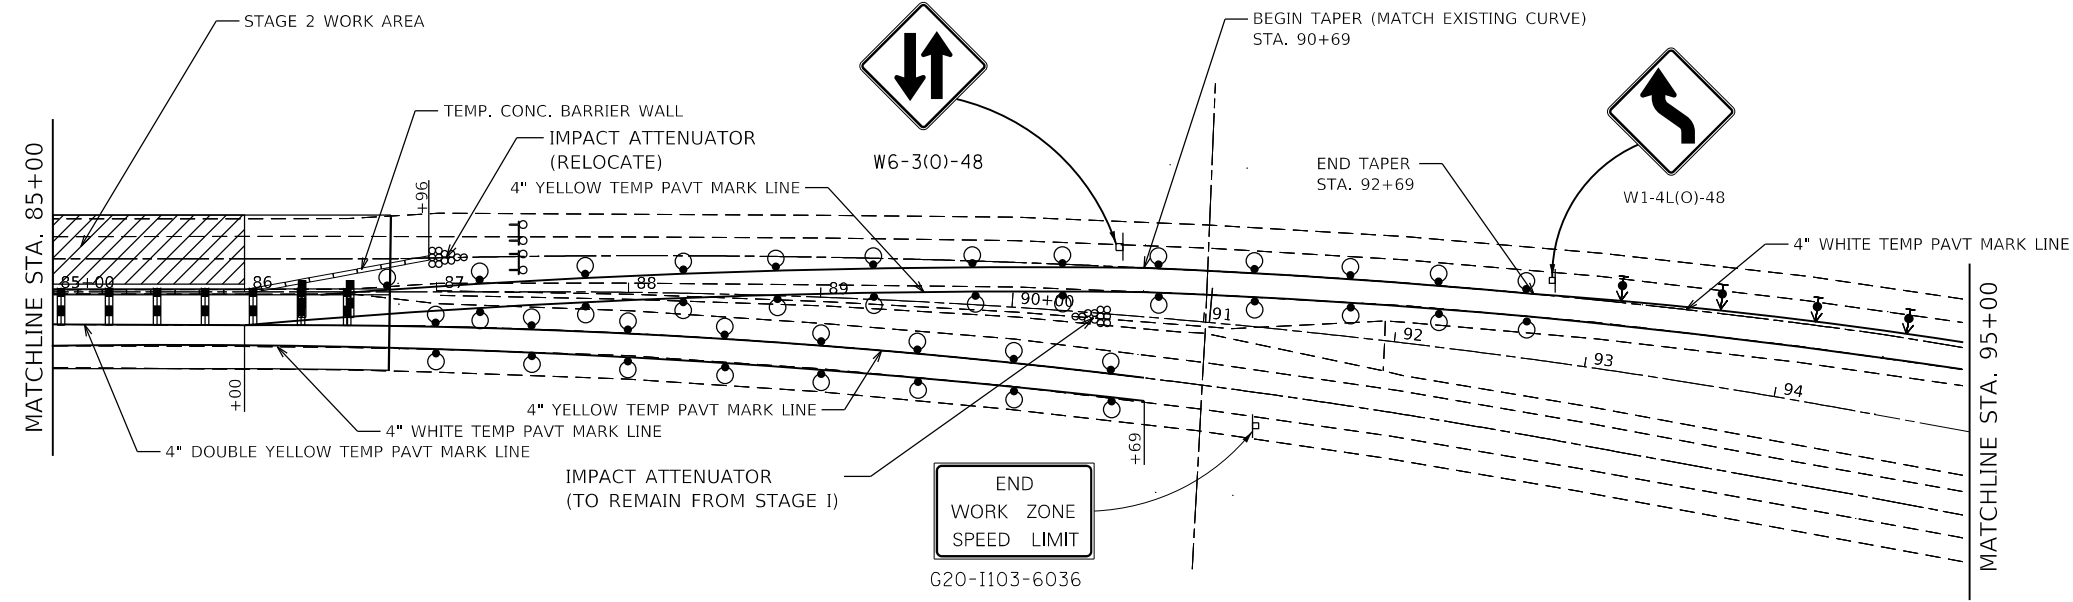 STAGE 2 WORK AREA
BEGIN TAPER (MATCH EXISTING CURVE)
STA. 90+69
TEMP. CONC. BARRIER WALL
IMPACT ATTENUATOR
(RELOCATE)
W6-3(O)-48
4" YELLOW TEMP PAVT MARK LINE
END TAPER
STA. 92+69
W1-4L(O)-48
MATCHLINE STA. 85+00
+96
4" WHITE TEMP PAVT MARK LINE
85+00
86
87
88
89
90+00
91
92
93
94
MATCHLINE STA. 95+00
+00
4" YELLOW TEMP PAVT MARK LINE
4" WHITE TEMP PAVT MARK LINE
4" DOUBLE YELLOW TEMP PAVT MARK LINE
+69
IMPACT ATTENUATOR
(TO REMAIN FROM STAGE I)
END
WORK ZONE
SPEED LIMIT
G20-I103-6036